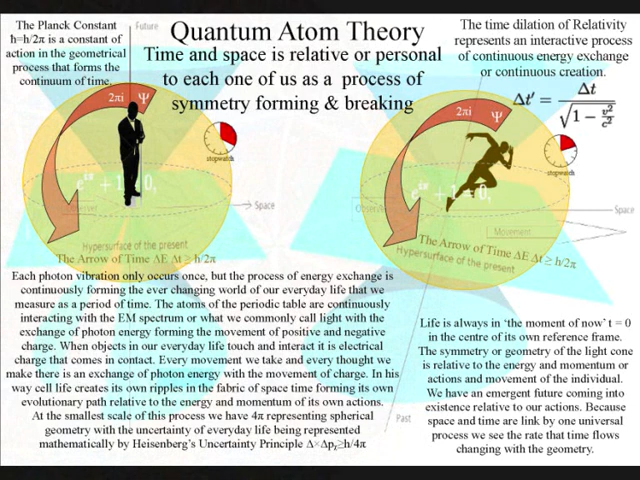 The Planck Constant
h=h/2π is a constant of
action in the geometrical
process that forms the
continuum of time.
Future
Quantum Atom Theory
Time and space is relative or personal
to each one of us as a process of
symmetry forming & breaking
The time dilation of Relativity
represents an interactive process
of continuous energy exchange
or continuous creation.
Δt' = Δt / √1 − v²/c²
2πi Ψ
stopwatch
e^iπ + 1 = 0,
Space
Hypersurface of the present
The Arrow of Time ΔE Δt ≥ h/2π
2πi Ψ
stopwatch
e^iπ + 1 = 0,
Space
Movement
The Arrow of Time ΔE Δt ≥ h/2π
Hypersurface of the present
Each photon vibration only occurs once, but the process of energy exchange is
continuously forming the ever changing world of our everyday life that we
measure as a period of time. The atoms of the periodic table are continuously
interacting with the EM spectrum or what we commonly call light with the
exchange of photon energy forming the movement of positive and negative
charge. When objects in our everyday life touch and interact it is electrical
charge that comes in contact. Every movement we take and every thought we
make there is an exchange of photon energy with the movement of charge. In his
way cell life creates its own ripples in the fabric of space time forming its own
evolutionary path relative to the energy and momentum of its own actions.
At the smallest scale of this process we have 4π representing spherical
geometry with the uncertainty of everyday life being represented
mathematically by Heisenberg's Uncertainty Principle Δ×Δpₓ≥h/4π
Past
Life is always in 'the moment of now' t = 0
in the centre of its own reference frame.
The symmetry or geometry of the light cone
is relative to the energy and momentum or
actions and movement of the individual.
We have an emergent future coming into
existence relative to our actions. Because
space and time are link by one universal
process we see the rate that time flows
changing with the geometry.